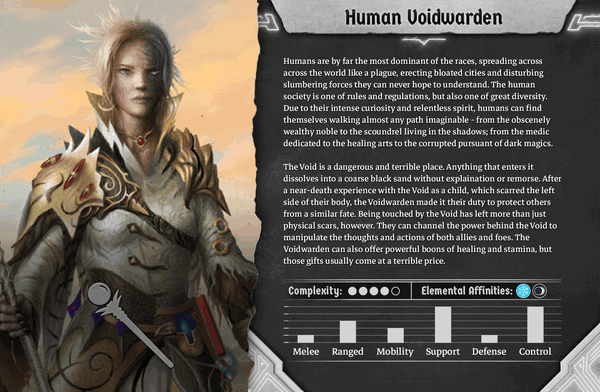 Human Voidwarden
Humans are by far the most dominant of the races, spreading across
across the world like a plague, erecting bloated cities and disturbing
slumbering forces they can never hope to understand. The human
society is one of rules and regulations, but also one of great diversity.
Due to their intense curiosity and relentless spirit, humans can find
themselves walking almost any path imaginable - from the obscenely
wealthy noble to the scoundrel living in the shadows; from the medic
dedicated to the healing arts to the corrupted pursuant of dark magics.
The Void is a dangerous and terrible place. Anything that enters it
dissolves into a coarse black sand without explaination or remorse. After
a near-death experience with the Void as a child, which scarred the left
side of their body, the Voidwarden made it their duty to protect others
from a similar fate. Being touched by the Void has left more than just
physical scars, however. They can channel the power behind the Void to
manipulate the thoughts and actions of both allies and foes. The
Voidwarden can also offer powerful boons of healing and stamina, but
those gifts usually come at a terrible price.
Complexity: Elemental Affinities:
Melee Ranged Mobility Support Defense Control